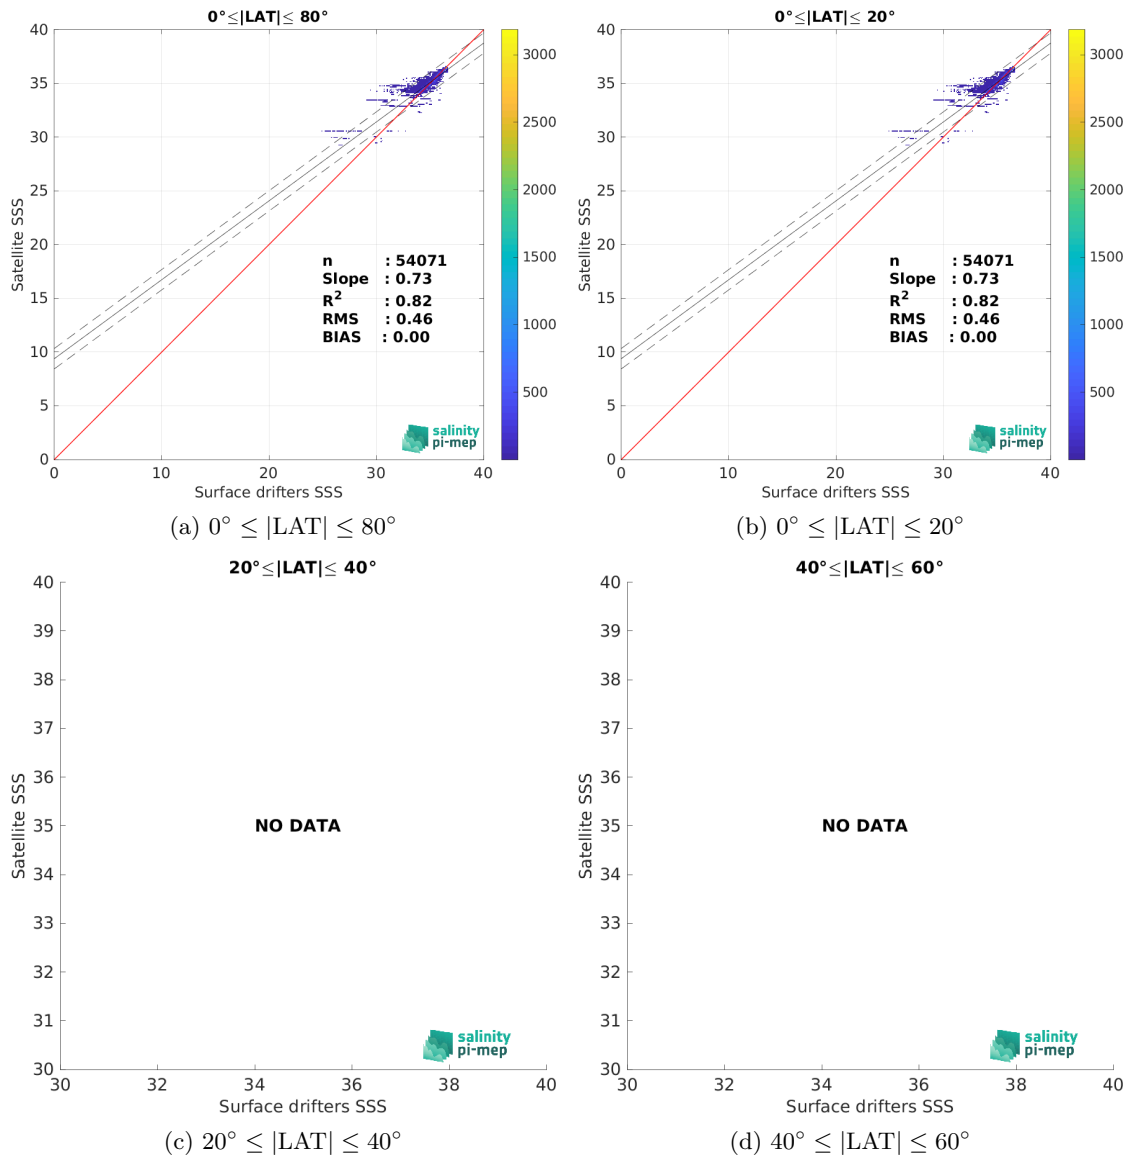 0°≤|LAT|≤ 80°
40
35
30
25
20
15
10
5
0
Satellite SSS
n : 54071
Slope : 0.73
R² : 0.82
RMS : 0.46
BIAS : 0.00
salinity
pi-mep
0 10 20 30 40
Surface drifters SSS
3000
2500
2000
1500
1000
500
(a) 0° ≤ |LAT| ≤ 80°
0°≤|LAT|≤ 20°
40
35
30
25
20
15
10
5
0
Satellite SSS
n : 54071
Slope : 0.73
R² : 0.82
RMS : 0.46
BIAS : 0.00
salinity
pi-mep
0 10 20 30 40
Surface drifters SSS
3000
2500
2000
1500
1000
500
(b) 0° ≤ |LAT| ≤ 20°
20°≤|LAT|≤ 40°
40
39
38
37
36
35
34
33
32
31
30
Satellite SSS
NO DATA
salinity
pi-mep
30 32 34 36 38 40
Surface drifters SSS
(c) 20° ≤ |LAT| ≤ 40°
40°≤|LAT|≤ 60°
40
39
38
37
36
35
34
33
32
31
30
Satellite SSS
NO DATA
salinity
pi-mep
30 32 34 36 38 40
Surface drifters SSS
(d) 40° ≤ |LAT| ≤ 60°